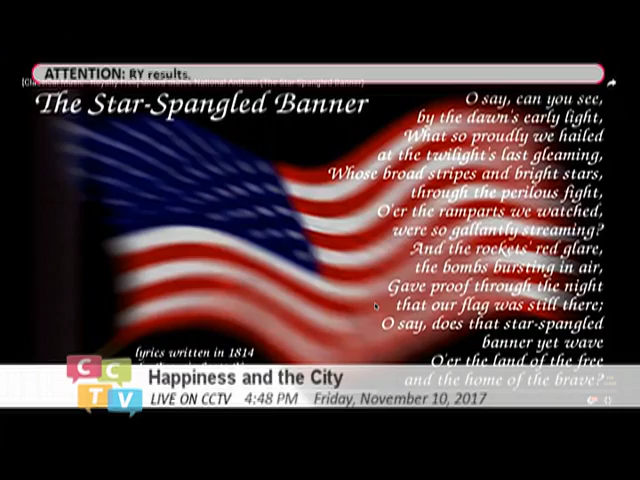 ATTENTION: RY results.
The Star-Spangled Banner
O say, can you see,
by the dawn's early light,
What so proudly we hailed
at the twilight's last gleaming,
Whose broad stripes and bright stars,
through the perilous fight,
O'er the ramparts we watched,
were so gallantly streaming?
And the rockets' red glare,
the bombs bursting in air,
Gave proof through the night
that our flag was still there;
O say, does that star-spangled
banner yet wave
O'er the land of the free
and the home of the brave?
lyrics written in 1814
CCTV
Happiness and the City
LIVE ON CCTV 4:48 PM Friday, November 10, 2017